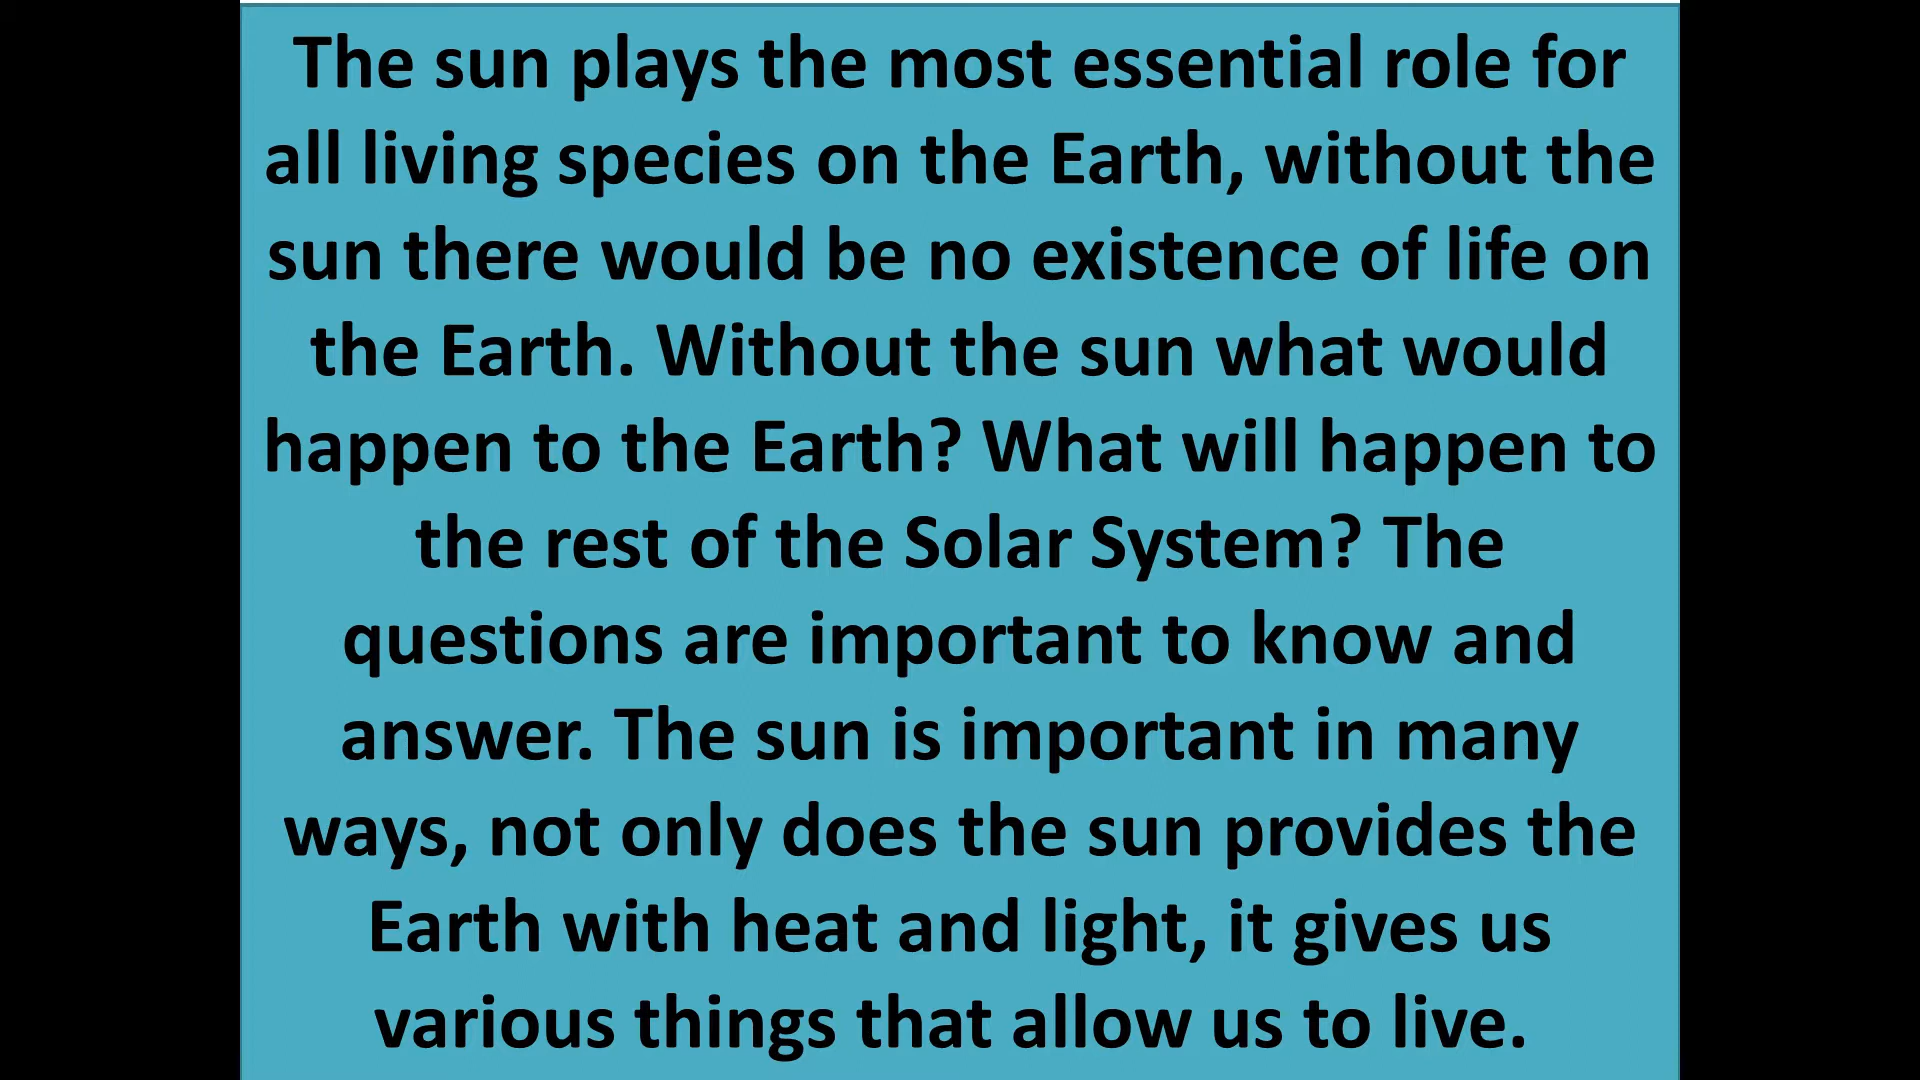 The sun plays the most essential role for
all living species on the Earth, without the
sun there would be no existence of life on
the Earth. Without the sun what would
happen to the Earth? What will happen to
the rest of the Solar System? The
questions are important to know and
answer. The sun is important in many
ways, not only does the sun provides the
Earth with heat and light, it gives us
various things that allow us to live.